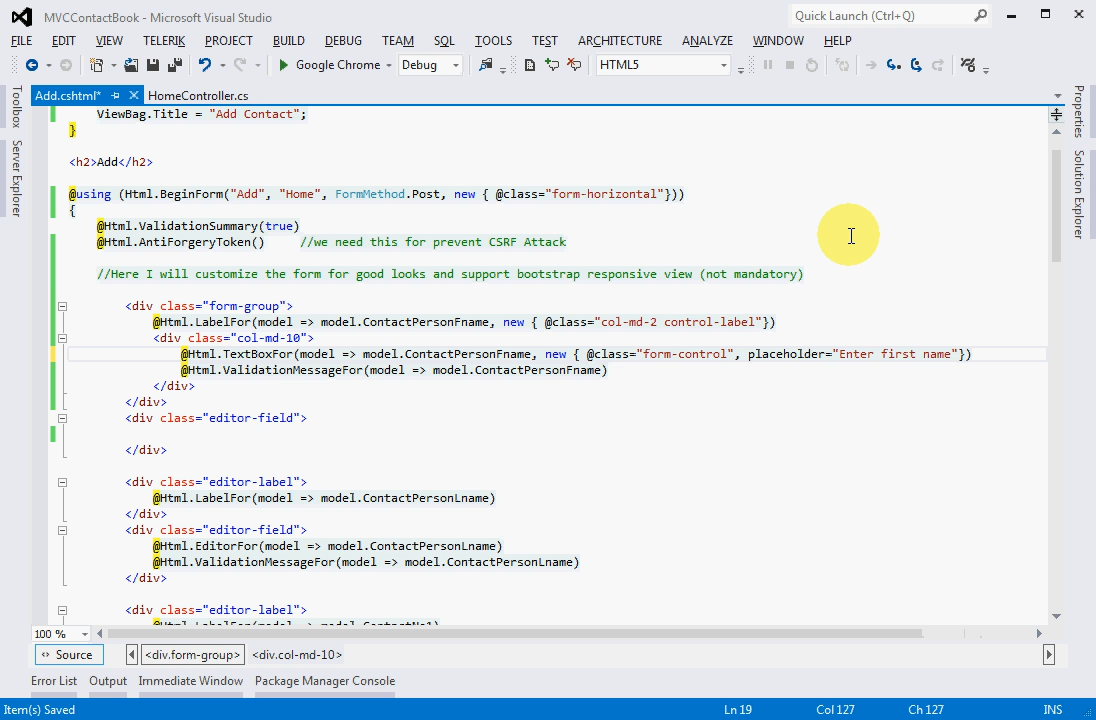 MVCContactBook - Microsoft Visual Studio
Quick Launch (Ctrl+Q)
FILE EDIT VIEW TELERIK PROJECT BUILD DEBUG TEAM SQL TOOLS TEST ARCHITECTURE ANALYZE WINDOW HELP
Google Chrome Debug HTML5
Add.cshtml* HomeController.cs
Toolbox
Server Explorer
Properties
Solution Explorer
ViewBag.Title = "Add Contact";
}
<h2>Add</h2>
@using (Html.BeginForm("Add", "Home", FormMethod.Post, new { @class="form-horizontal"}))
{
@Html.ValidationSummary(true)
@Html.AntiForgeryToken() //we need this for prevent CSRF Attack
//Here I will customize the form for good looks and support bootstrap responsive view (not mandatory)
<div class="form-group">
@Html.LabelFor(model => model.ContactPersonFname, new { @class="col-md-2 control-label"})
<div class="col-md-10">
@Html.TextBoxFor(model => model.ContactPersonFname, new { @class="form-control", placeholder="Enter first name"})
@Html.ValidationMessageFor(model => model.ContactPersonFname)
</div>
</div>
<div class="editor-field">
</div>
<div class="editor-label">
@Html.LabelFor(model => model.ContactPersonLname)
</div>
<div class="editor-field">
@Html.EditorFor(model => model.ContactPersonLname)
@Html.ValidationMessageFor(model => model.ContactPersonLname)
</div>
<div class="editor-label">
@Html.LabelFor(model => model.ContactNo1)
100 %
Source <div.form-group> <div.col-md-10>
Error List Output Immediate Window Package Manager Console
Item(s) Saved Ln 19 Col 127 Ch 127 INS